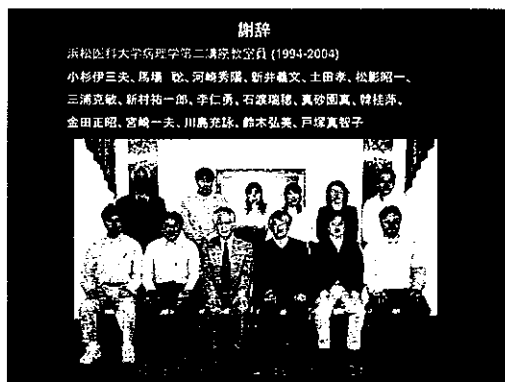 謝辞
浜松医科大学病理学第二講座教室員 (1994-2004)
小杉伊三夫、馬場 聡、河崎秀陽、新井義文、土田孝、松影昭一、
三浦克敏、新村祐一郎、李仁勇、石渡瑞穂、真砂園真、韓桂萍、
金田正昭、宮崎一夫、川島充詠、鈴木弘美、戸塚真智子